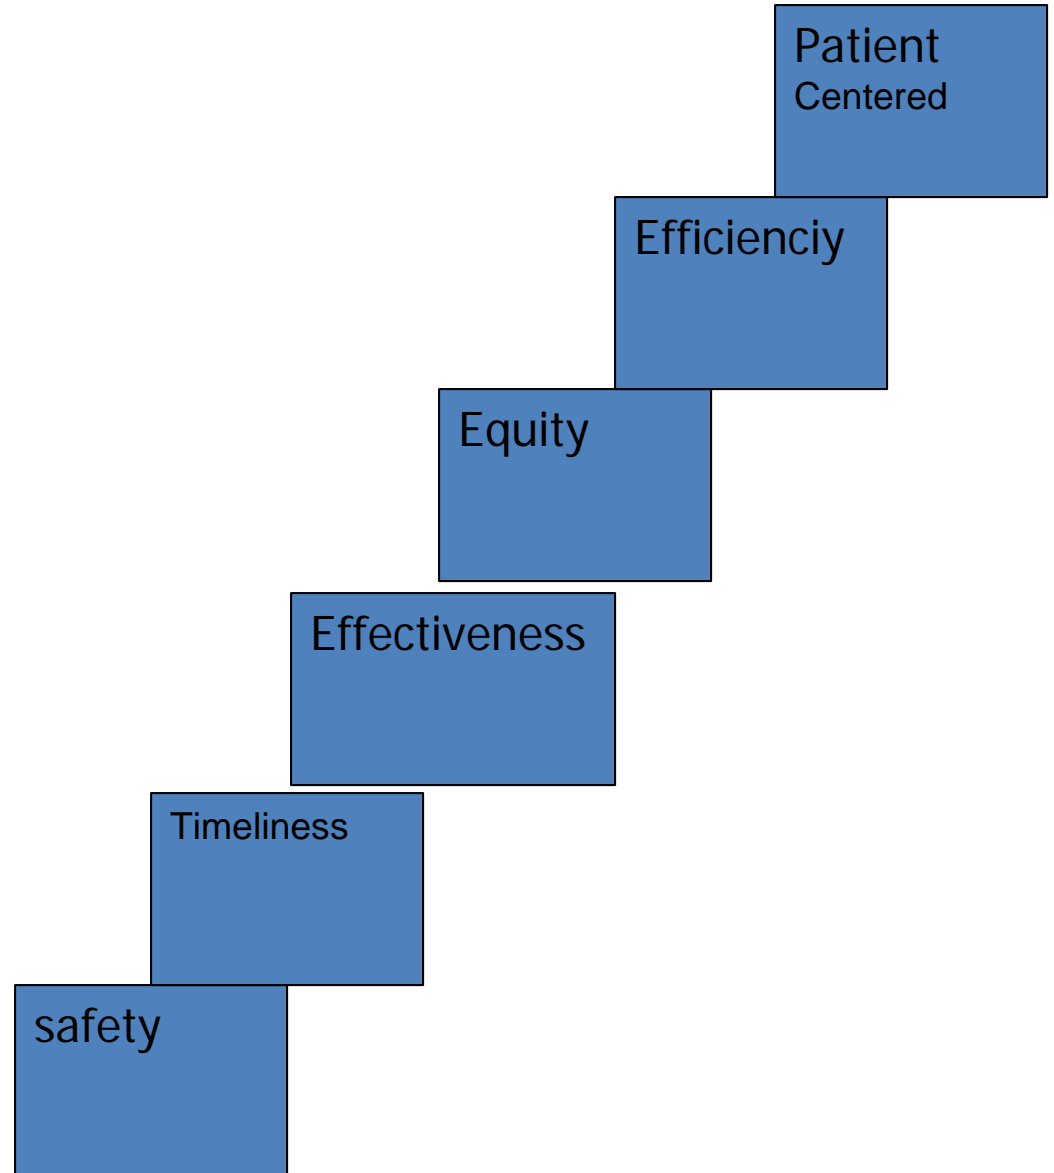 Patient
Centered
Efficienciy
Equity
Effectiveness
Timeliness
safety